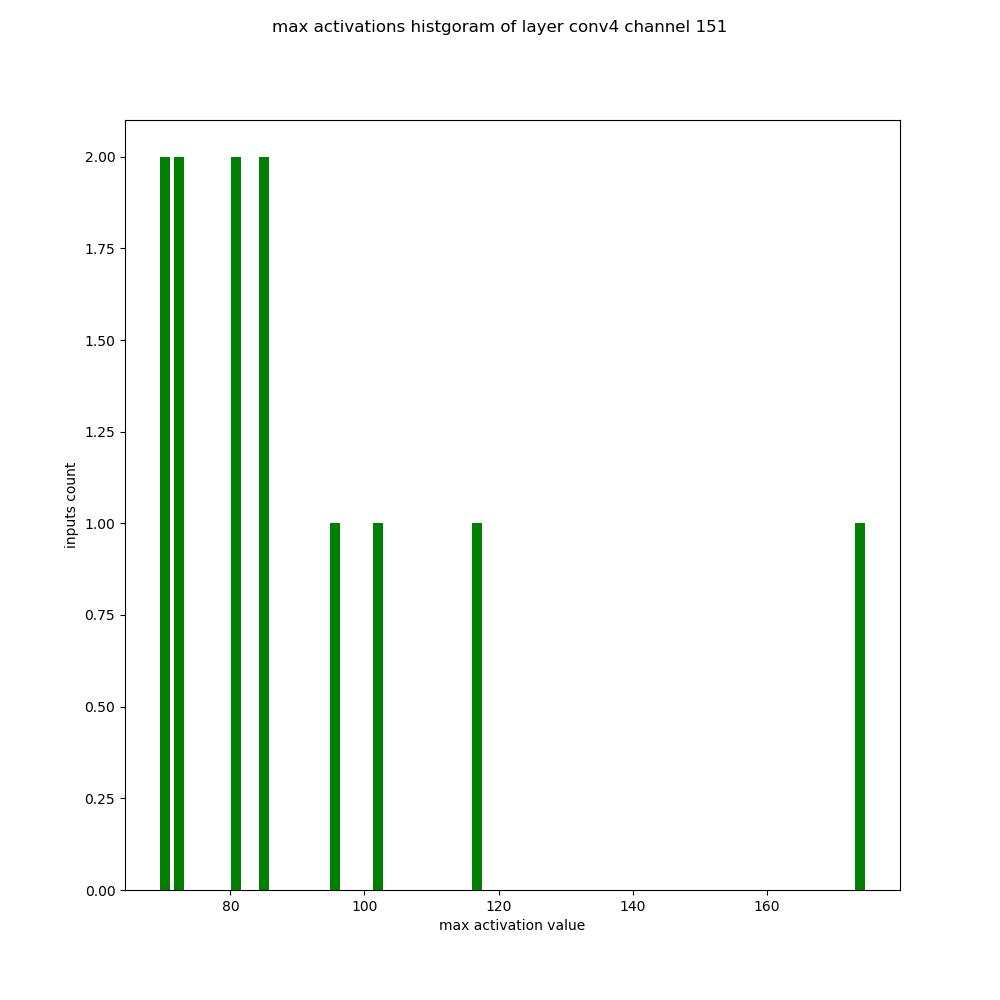 max activations histgoram of layer conv4 channel 151
2.00
1.75
1.50
1.25
1.00
0.75
0.50
0.25
0.00
inputs count
80 100 120 140 160
max activation value